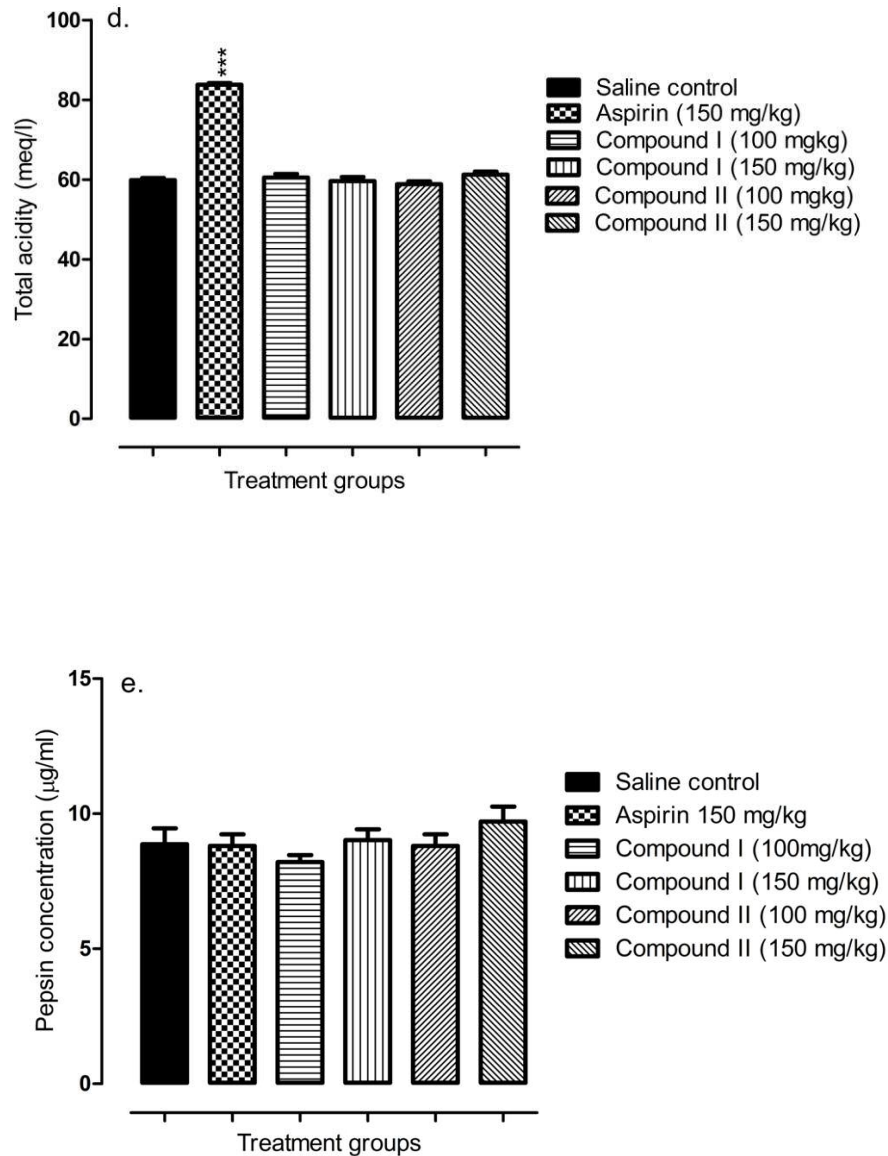 d.
100
80
60
40
20
0
Total acidity (meq/l)
***
Treatment groups
Saline control
Aspirin (150 mg/kg)
Compound I (100 mgkg)
Compound I (150 mg/kg)
Compound II (100 mgkg)
Compound II (150 mg/kg)
e.
15
10
5
0
Pepsin concentration (μg/ml)
Treatment groups
Saline control
Aspirin 150 mg/kg
Compound I (100mg/kg)
Compound I (150 mg/kg)
Compound II (100 mg/kg)
Compound II (150 mg/kg)